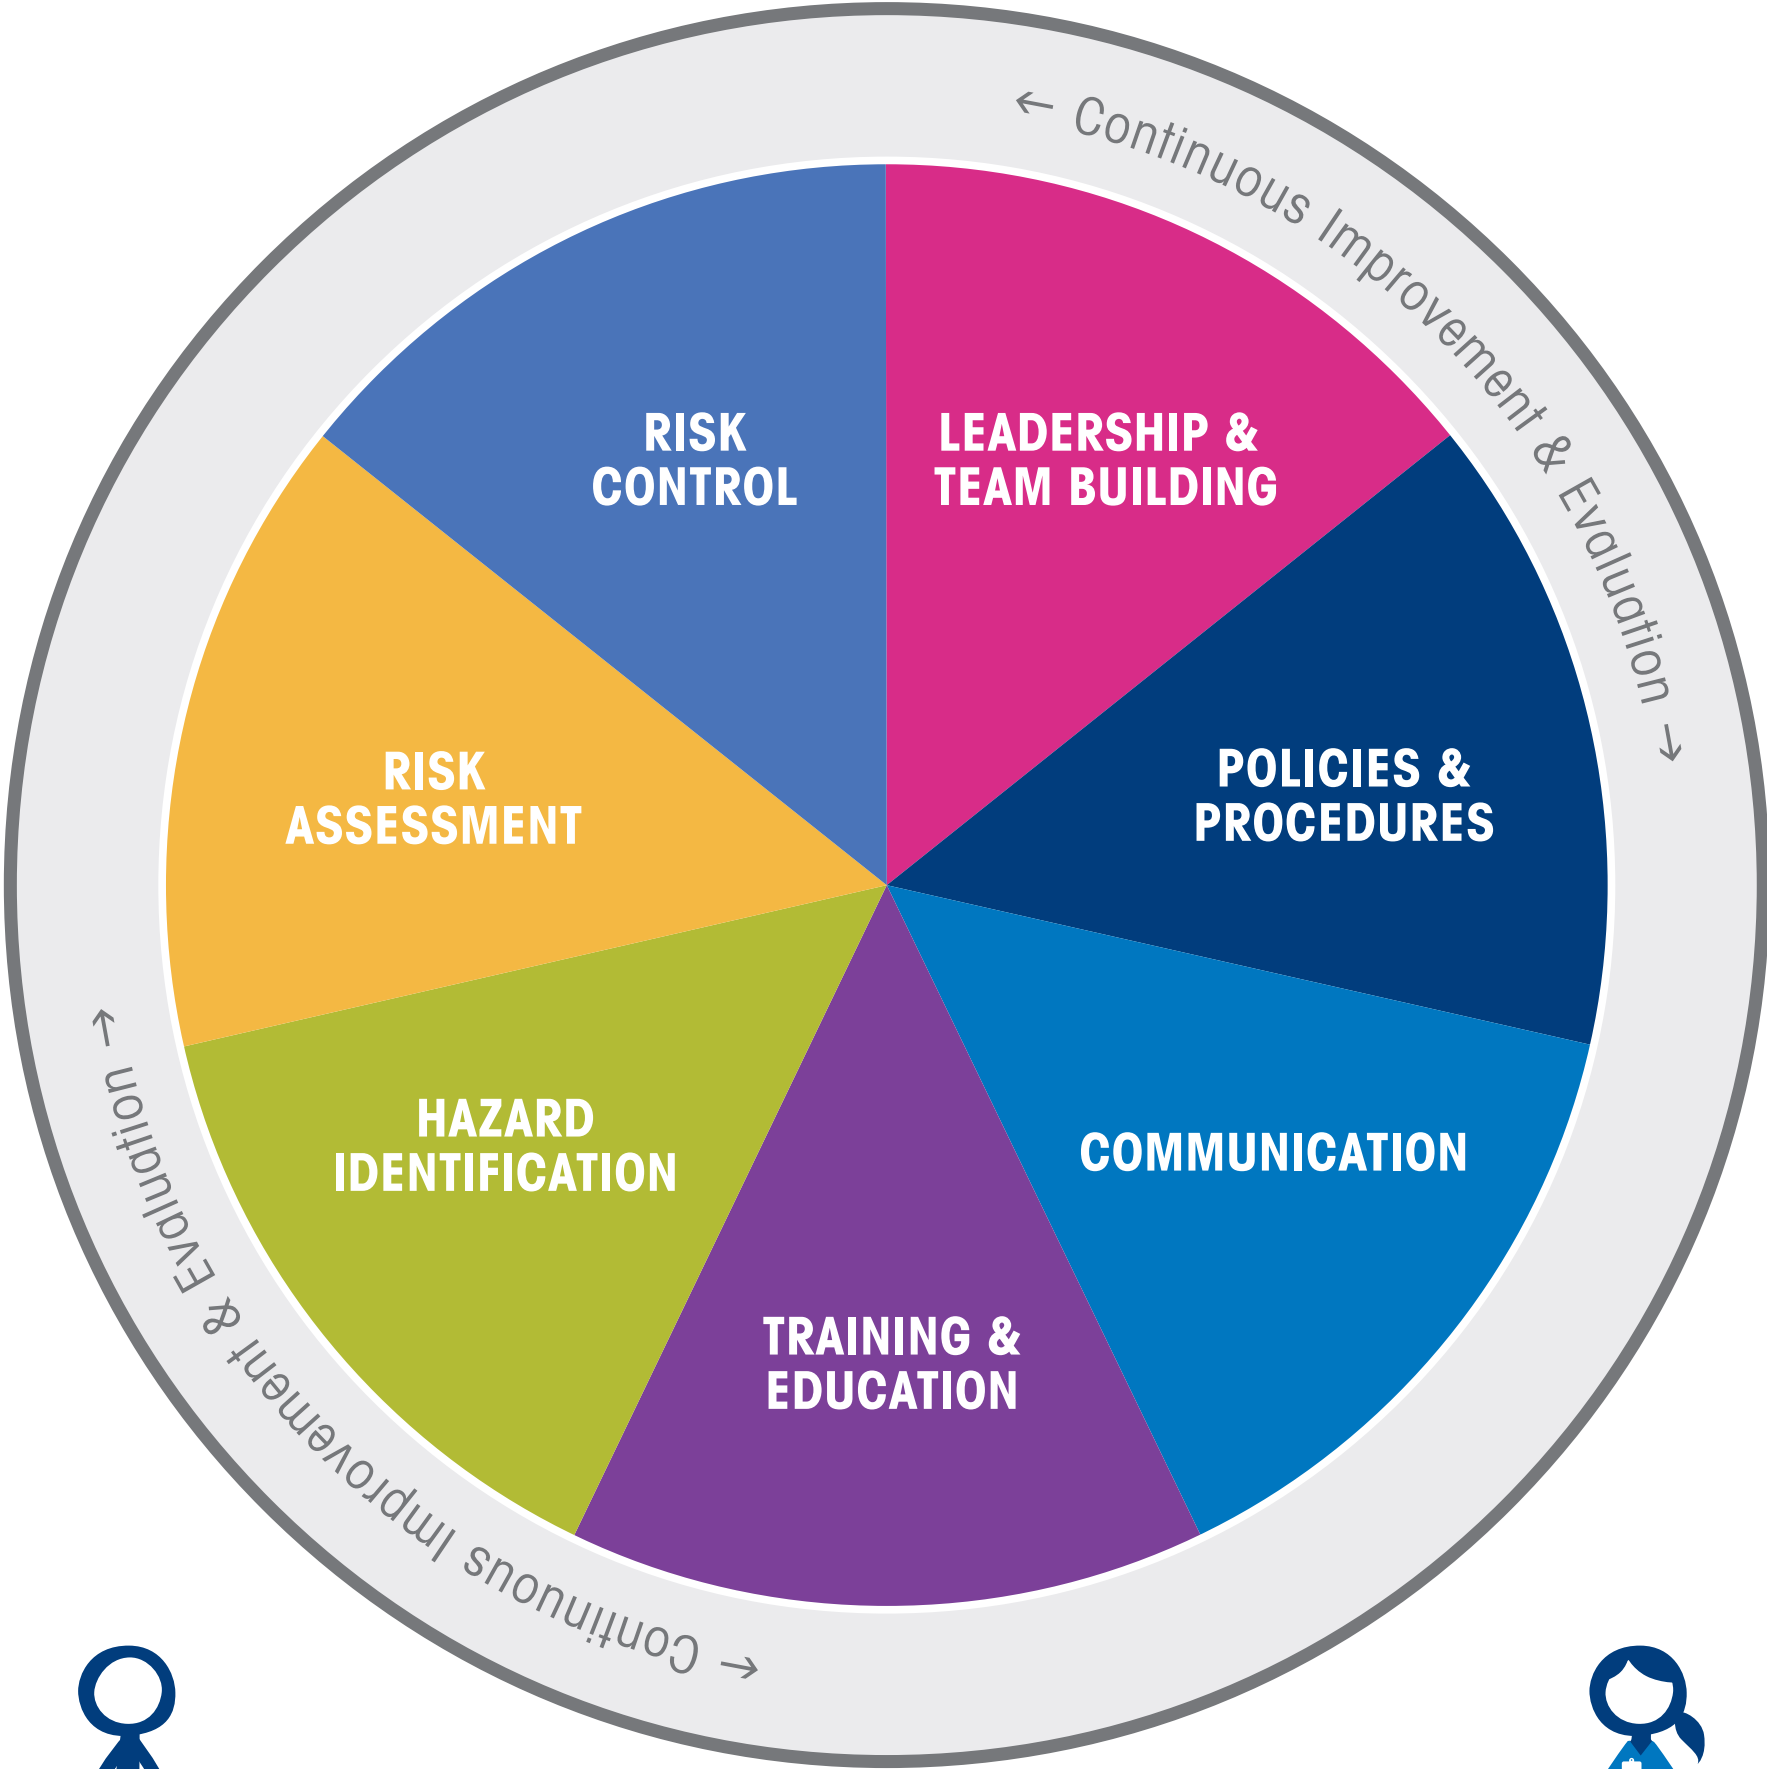 ← Continuous Improvement & Evaluation →
RISK
CONTROL
LEADERSHIP &
TEAM BUILDING
RISK
ASSESSMENT
POLICIES &
PROCEDURES
HAZARD
IDENTIFICATION
COMMUNICATION
TRAINING &
EDUCATION
← Continuous Improvement & Evaluation →